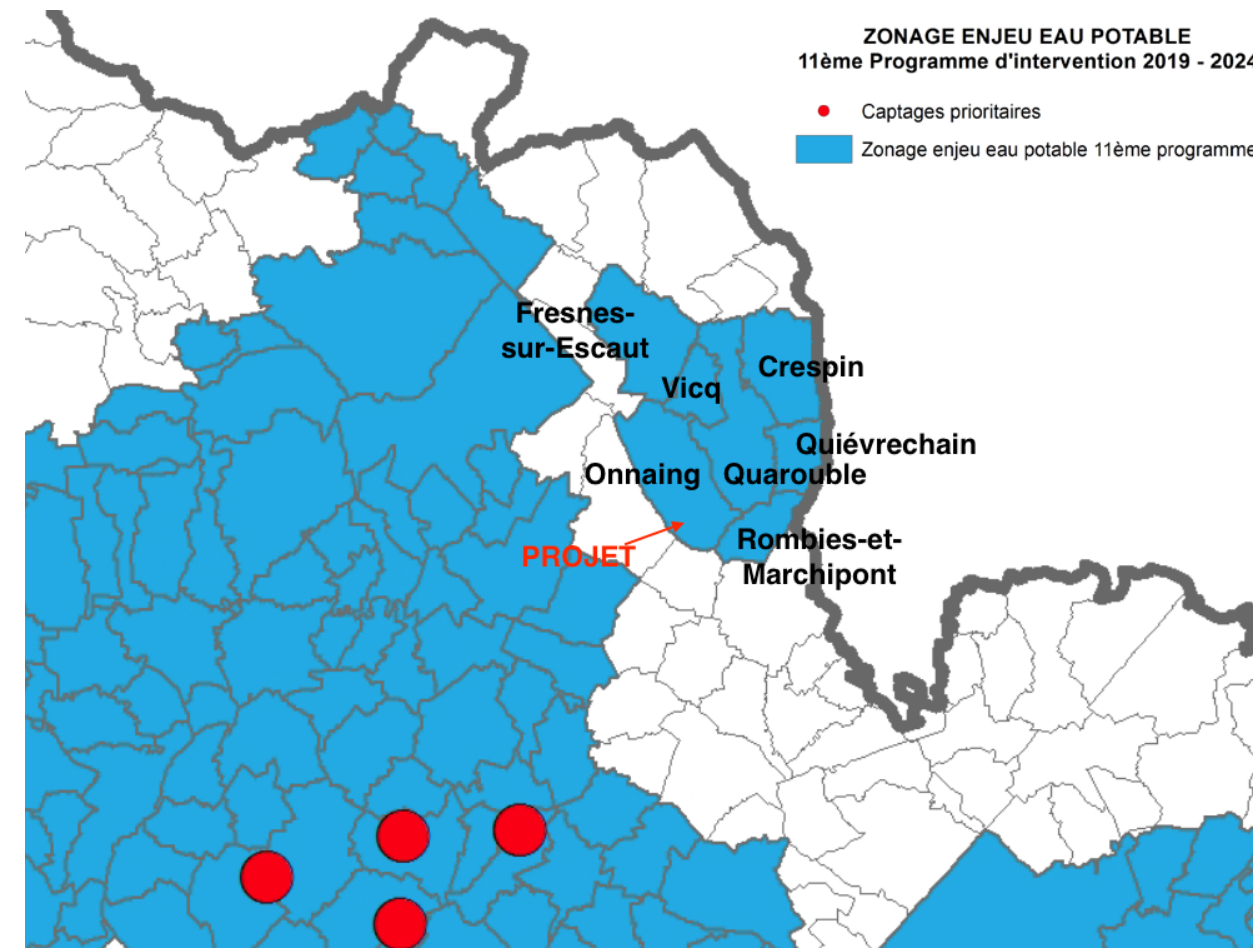 ZONAGE ENJEU EAU POTABLE
11ème Programme d'intervention 2019 - 2024
Captages prioritaires
Zonage enjeu eau potable 11ème programme
Fresnes-
sur-Escaut
Crespin
Vicq
Quiévrechain
Onnaing
Quarouble
PROJET
Rombies-et-
Marchipont